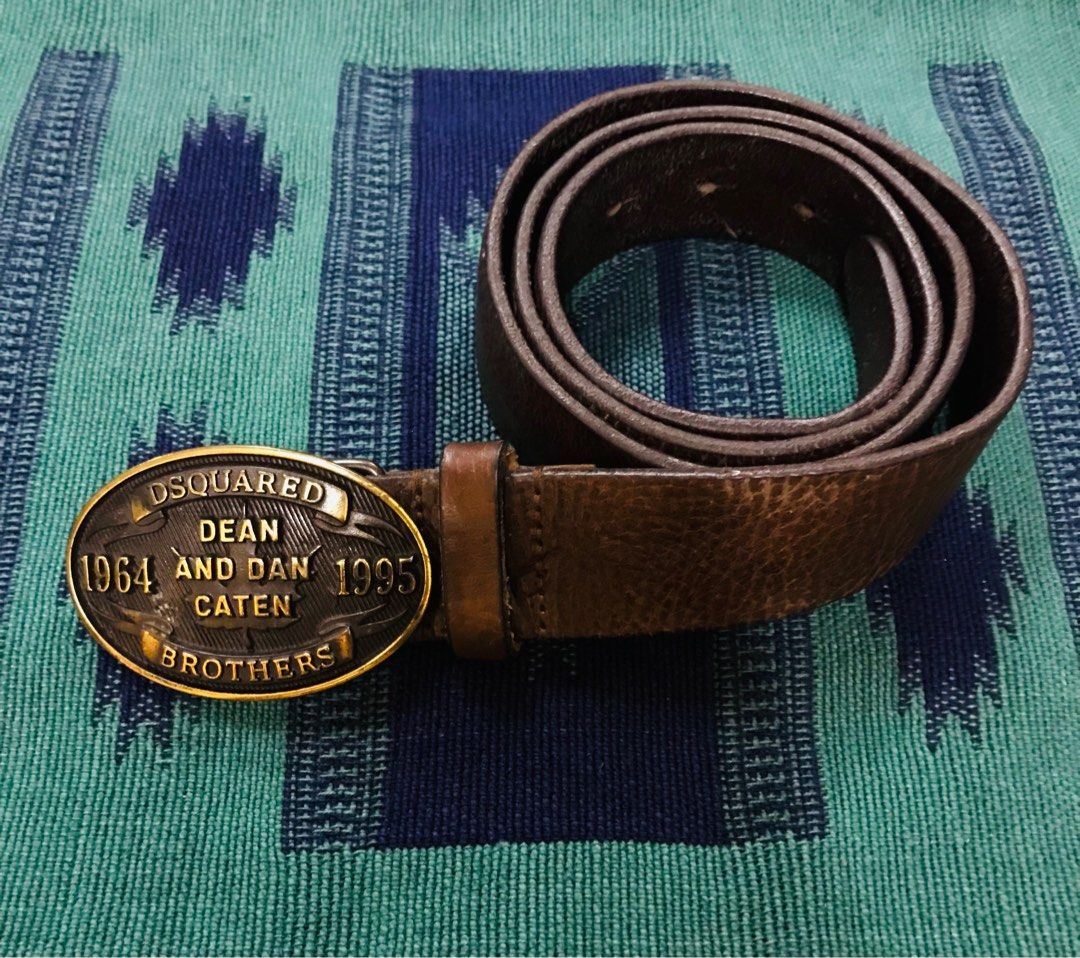 DSQUARED
DEAN
1964 AND DAN 1995
CATEN
BROTHERS